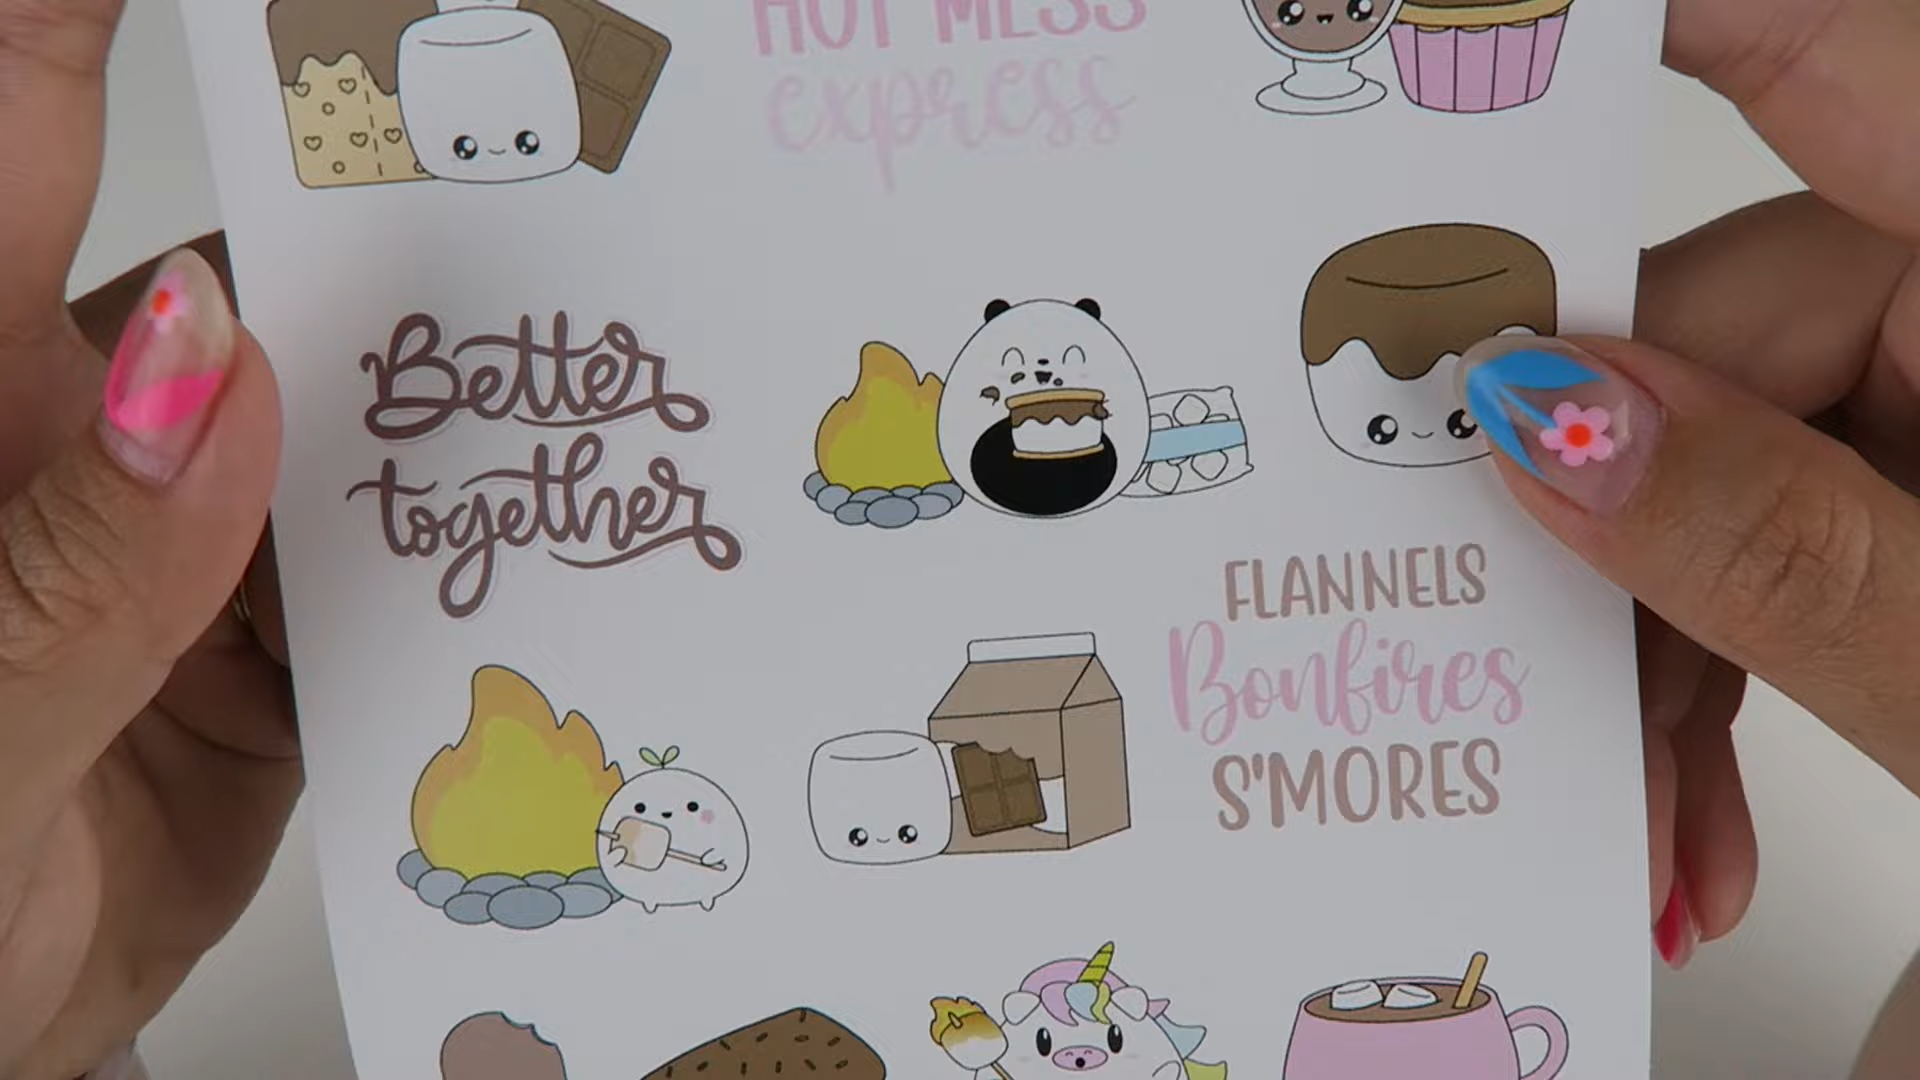 HOT MESS
express
Better
together
FLANNELS
Bonfires
S'MORES